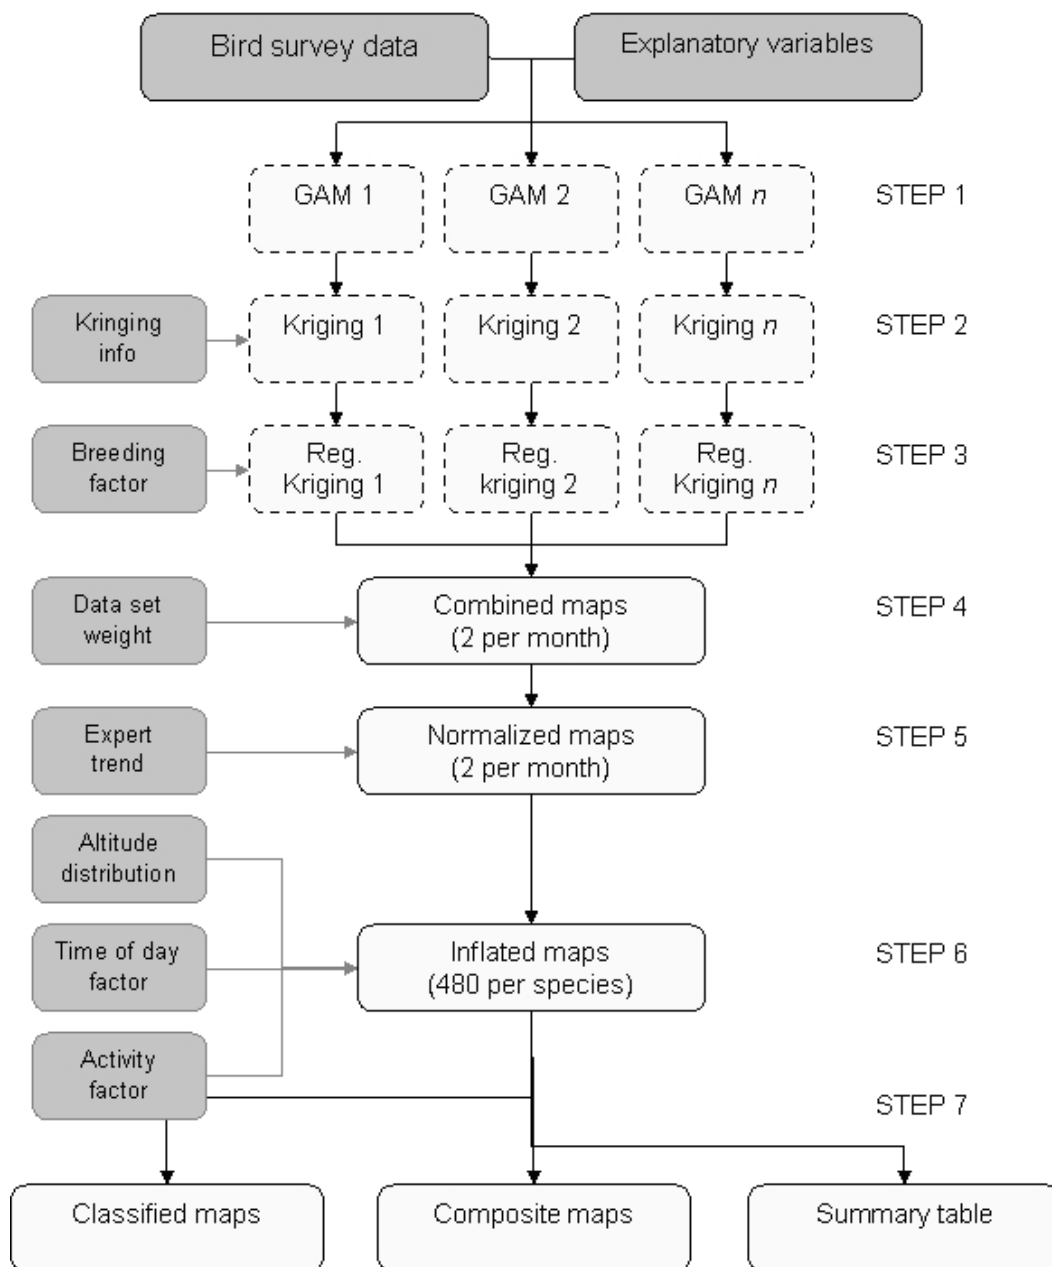 Bird survey data
Explanatory variables
GAM 1
GAM 2
GAM n
STEP 1
Kringing
info
Kriging 1
Kriging 2
Kriging n
STEP 2
Breeding
factor
Reg.
Kriging 1
Reg.
kriging 2
Reg.
Kriging n
STEP 3
Data set
weight
Combined maps
(2 per month)
STEP 4
Expert
trend
Normalized maps
(2 per month)
STEP 5
Altitude
distribution
Time of day
factor
Inflated maps
(480 per species)
STEP 6
Activity
factor
STEP 7
Classified maps
Composite maps
Summary table